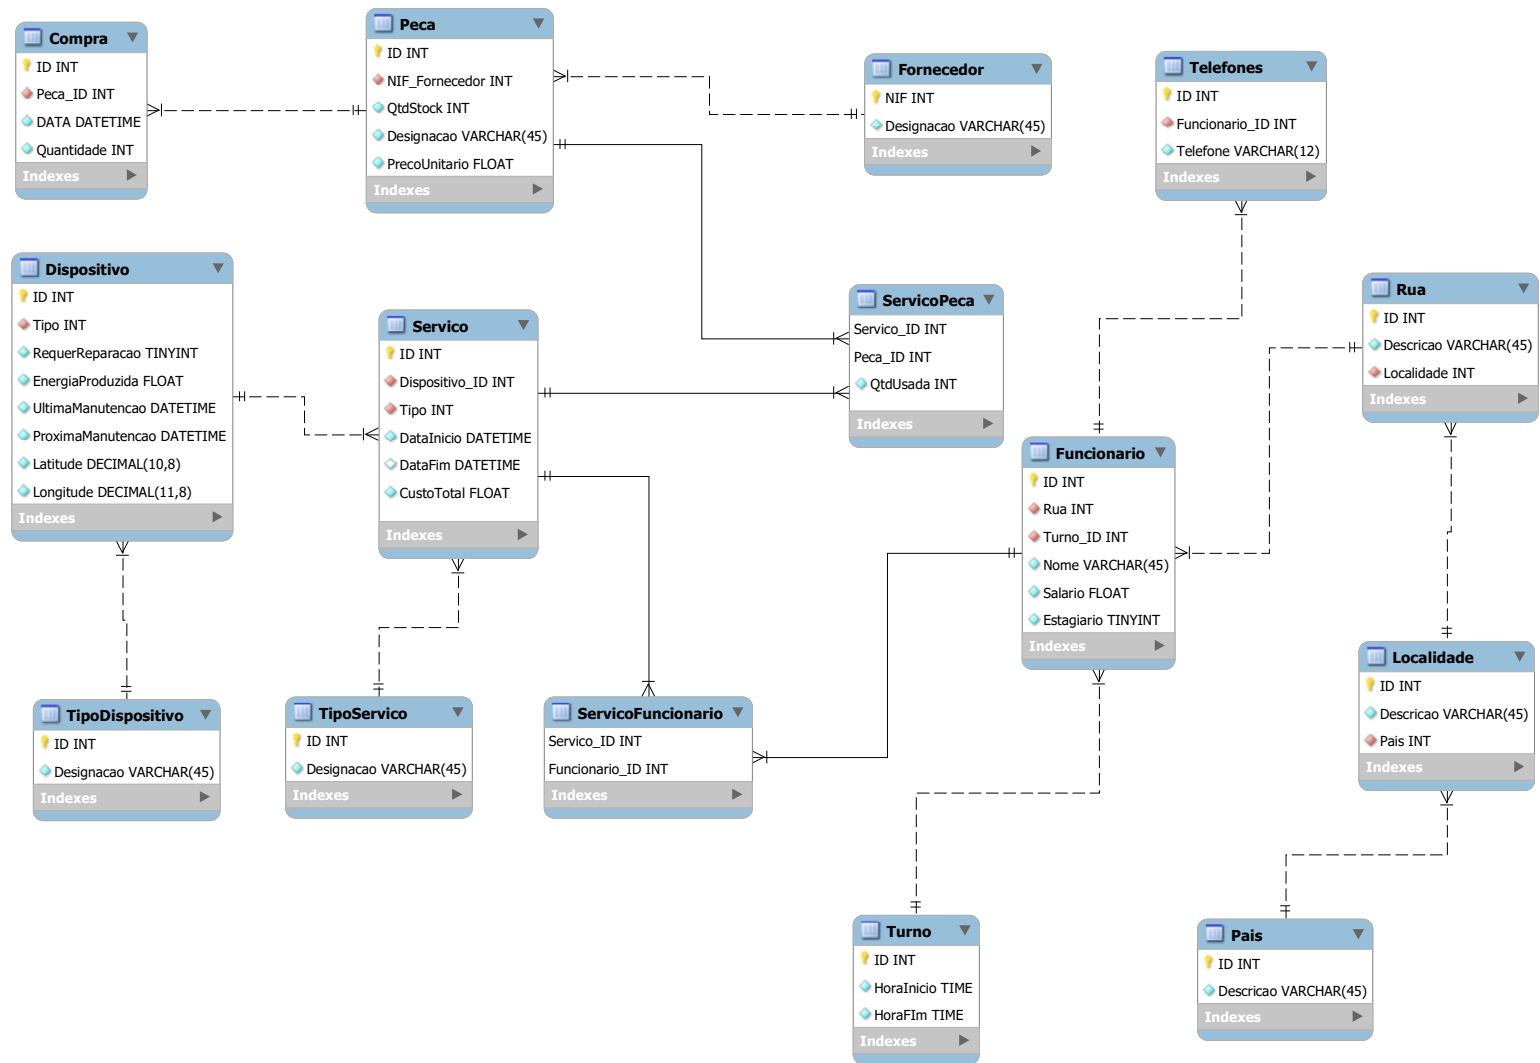 Compra
ID INT
Peca_ID INT
DATA DATETIME
Quantidade INT
Indexes
Peca
ID INT
NIF_Fornecedor INT
QtdStock INT
Designacao VARCHAR(45)
PrecoUnitario FLOAT
Indexes
Fornecedor
NIF INT
Designacao VARCHAR(45)
Indexes
Telefones
ID INT
Funcionario_ID INT
Telefone VARCHAR(12)
Indexes
Dispositivo
ID INT
Tipo INT
RequerReparacao TINYINT
EnergiaProduzida FLOAT
UltimaManutencao DATETIME
ProximaManutencao DATETIME
Latitude DECIMAL(10,8)
Longitude DECIMAL(11,8)
Indexes
Servico
ID INT
Dispositivo_ID INT
Tipo INT
DataInicio DATETIME
DataFim DATETIME
CustoTotal FLOAT
Indexes
ServicoPeca
Servico_ID INT
Peca_ID INT
QtdUsada INT
Indexes
Rua
ID INT
Descricao VARCHAR(45)
Localidade INT
Indexes
Funcionario
ID INT
Rua INT
Turno_ID INT
Nome VARCHAR(45)
Salario FLOAT
Estagiario TINYINT
Indexes
TipoDispositivo
ID INT
Designacao VARCHAR(45)
Indexes
TipoServico
ID INT
Designacao VARCHAR(45)
Indexes
ServicoFuncionario
Servico_ID INT
Funcionario_ID INT
Indexes
Localidade
ID INT
Descricao VARCHAR(45)
Pais INT
Indexes
Turno
ID INT
HoraInicio TIME
HoraFIm TIME
Indexes
Pais
ID INT
Descricao VARCHAR(45)
Indexes